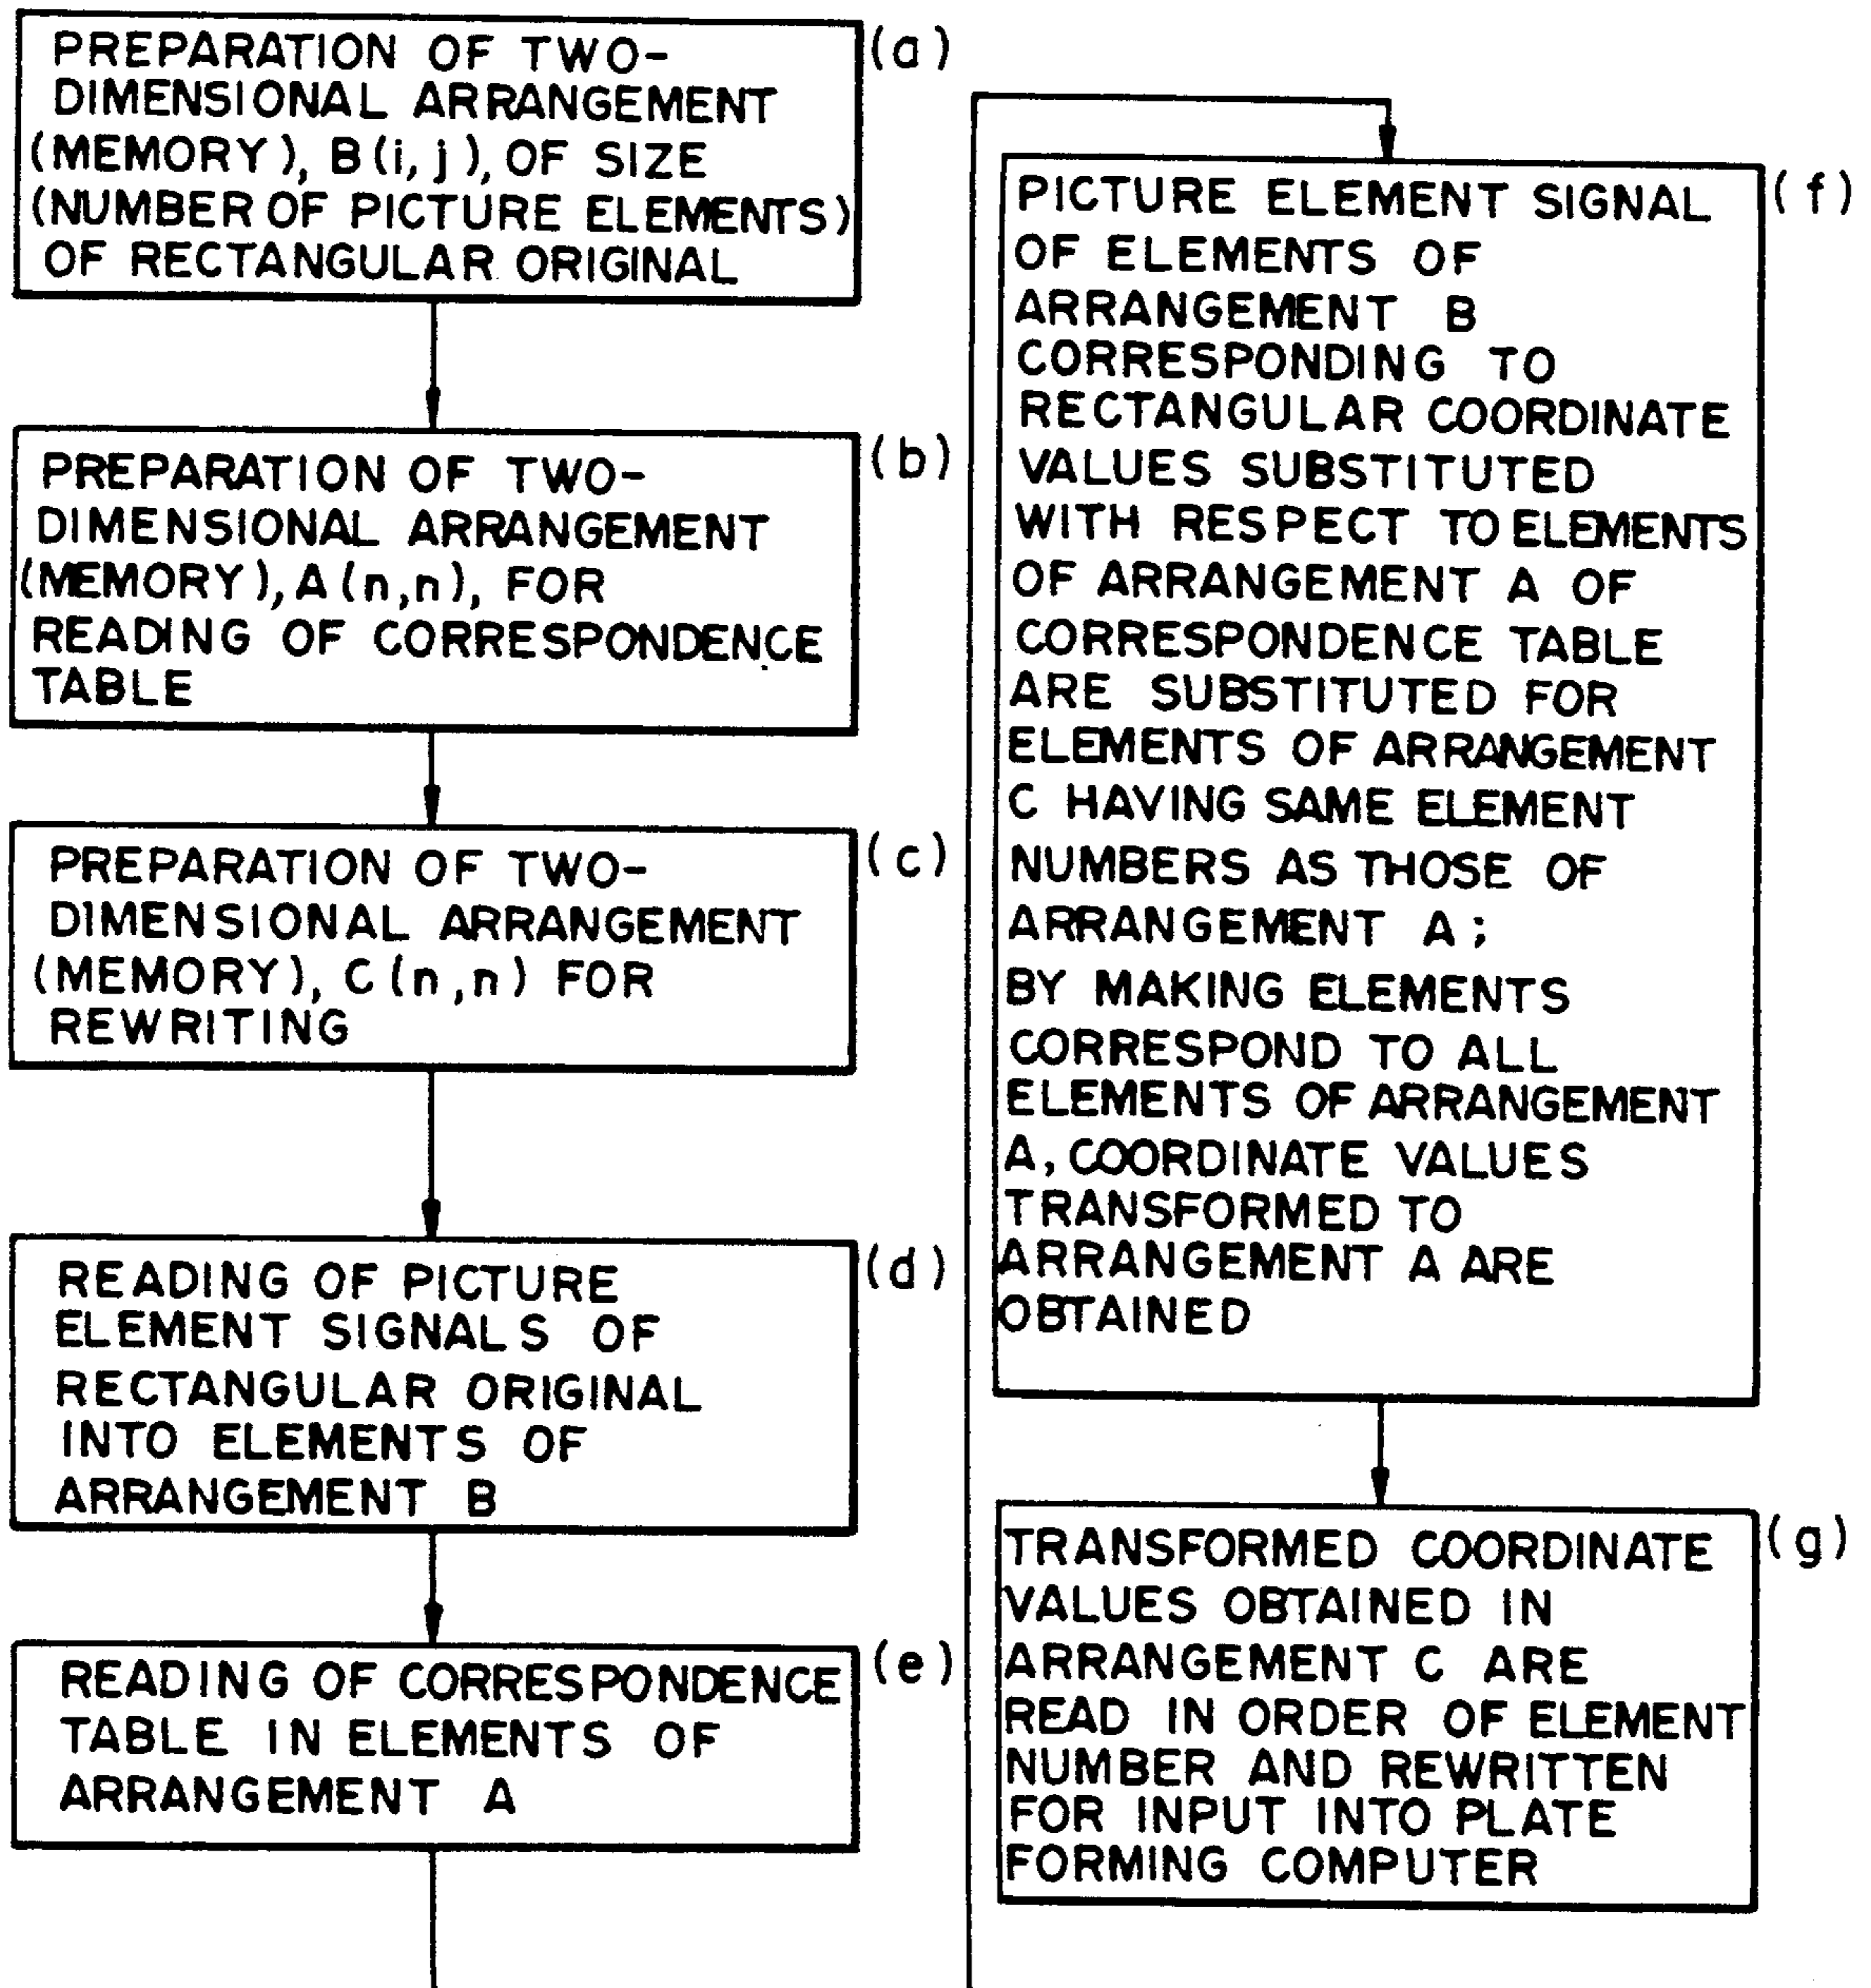 PREPARATION OF TWO-
DIMENSIONAL ARRANGEMENT
(MEMORY), B(i,j), OF SIZE
(NUMBER OF PICTURE ELEMENTS)
OF RECTANGULAR ORIGINAL
(a)
PREPARATION OF TWO-
DIMENSIONAL ARRANGEMENT
(MEMORY), A(n,n), FOR
READING OF CORRESPONDENCE
TABLE
(b)
PREPARATION OF TWO-
DIMENSIONAL ARRANGEMENT
(MEMORY), C(n,n) FOR
REWRITING
(c)
READING OF PICTURE
ELEMENT SIGNALS OF
RECTANGULAR ORIGINAL
INTO ELEMENTS OF
ARRANGEMENT B
(d)
READING OF CORRESPONDENCE
TABLE IN ELEMENTS OF
ARRANGEMENT A
(e)
PICTURE ELEMENT SIGNAL
OF ELEMENTS OF
ARRANGEMENT B
CORRESPONDING TO
RECTANGULAR COORDINATE
VALUES SUBSTITUTED
WITH RESPECT TO ELEMENTS
OF ARRANGEMENT A OF
CORRESPONDENCE TABLE
ARE SUBSTITUTED FOR
ELEMENTS OF ARRANGEMENT
C HAVING SAME ELEMENT
NUMBERS AS THOSE OF
ARRANGEMENT A;
BY MAKING ELEMENTS
CORRESPOND TO ALL
ELEMENTS OF ARRANGEMENT
A, COORDINATE VALUES
TRANSFORMED TO
ARRANGEMENT A ARE
OBTAINED
(f)
TRANSFORMED COORDINATE
VALUES OBTAINED IN
ARRANGEMENT C ARE
READ IN ORDER OF ELEMENT
NUMBER AND REWRITTEN
FOR INPUT INTO PLATE
FORMING COMPUTER
(g)